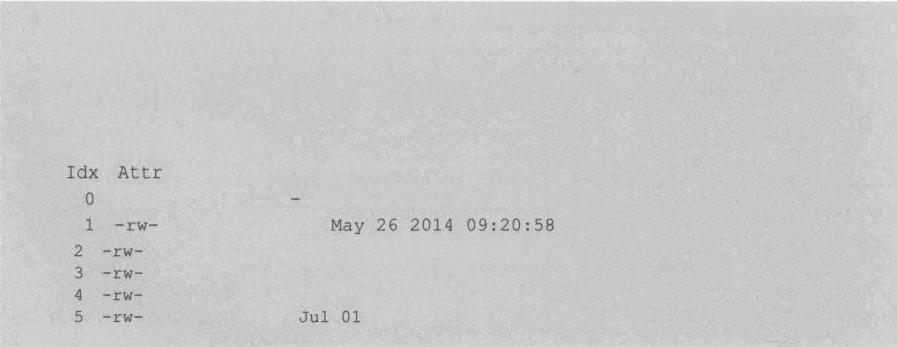 Idx Attr
0 -
1 -rw- May 26 2014 09:20:58
2 -rw-
3 -rw-
4 -rw-
5 -rw- Jul 01